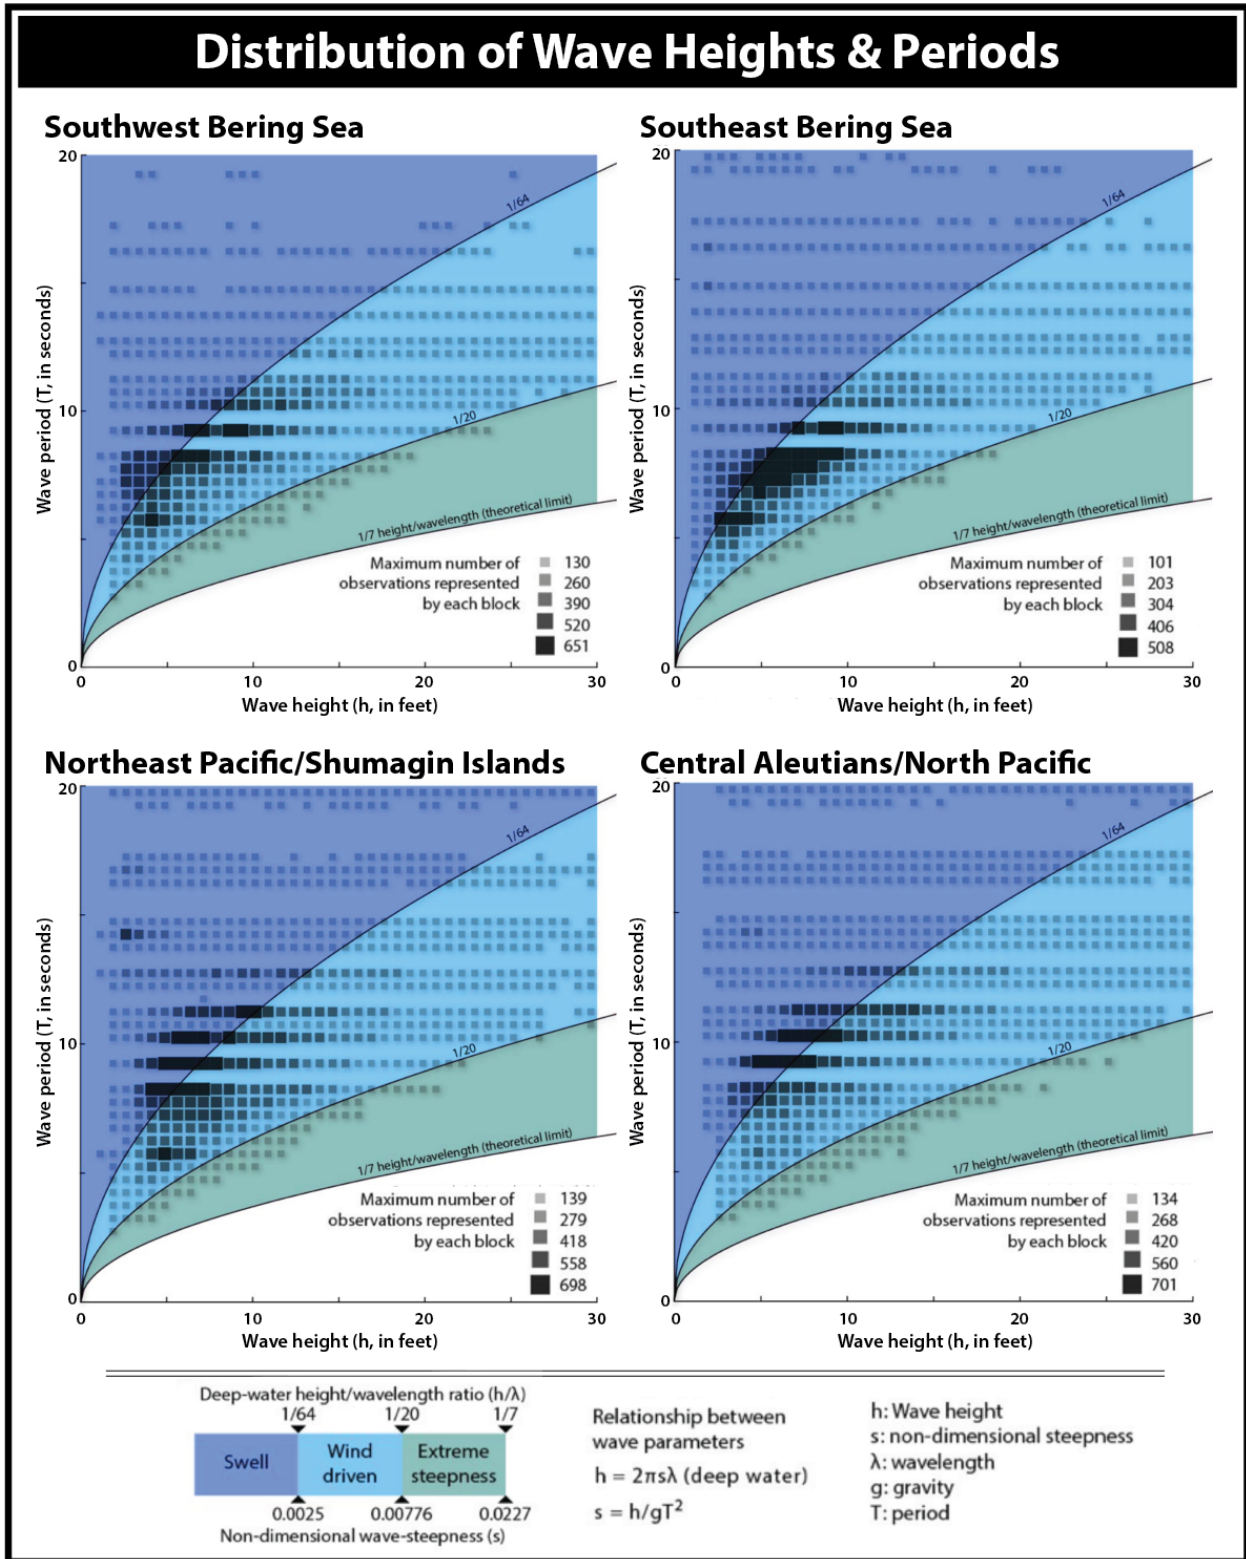 Distribution of Wave Heights & Periods
Southwest Bering Sea
20
10
0
0
10
20
30
Wave period (T, in seconds)
Wave height (h, in feet)
1/64
1/20
1/7 height/wavelength (theoretical limit)
Maximum number of
observations represented
by each block
130
260
390
520
651
Southeast Bering Sea
20
10
0
0
10
20
30
Wave period (T, in seconds)
Wave height (h, in feet)
1/64
1/20
1/7 height/wavelength (theoretical limit)
Maximum number of
observations represented
by each block
101
203
304
406
508
Northeast Pacific/Shumagin Islands
20
10
0
0
10
20
30
Wave period (T, in seconds)
Wave height (h, in feet)
1/64
1/20
1/7 height/wavelength (theoretical limit)
Maximum number of
observations represented
by each block
139
279
418
558
698
Central Aleutians/North Pacific
20
10
0
0
10
20
30
Wave period (T, in seconds)
Wave height (h, in feet)
1/64
1/20
1/7 height/wavelength (theoretical limit)
Maximum number of
observations represented
by each block
134
268
420
560
701
Deep-water height/wavelength ratio (h/λ)
1/64 1/20 1/7
Swell
Wind
driven
Extreme
steepness
0.0025 0.00776 0.0227
Non-dimensional wave-steepness (s)
Relationship between
wave parameters
h = 2πsλ (deep water)
s = h/gT²
h: Wave height
s: non-dimensional steepness
λ: wavelength
g: gravity
T: period